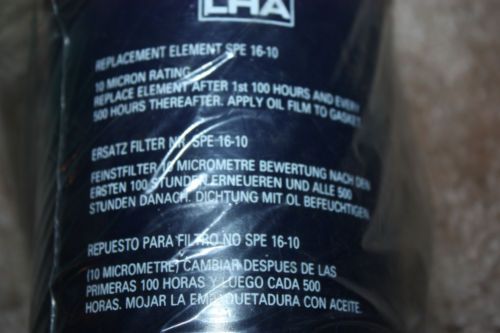 LHA
REPLACEMENT ELEMENT SPE 16-10
10 MICRON RATING
REPLACE ELEMENT AFTER 1st 100 HOURS AND EVERY
500 HOURS THEREAFTER. APPLY OIL FILM TO GASKET
ERSATZ FILTER NR. SPE 16-10
FEINSTFILTER 10 MICROMETRE BEWERTUNG NACH DEN
ERSTEN 100 STUNDEN ERNEUEREN UND ALLE 500
STUNDEN DANACH. DICHTUNG MIT OL BEFEUCHTIGEN
REPUESTO PARA FILTRO NO SPE 16-10
(10 MICROMETRE) CAMBIAR DESPUES DE LAS
PRIMERAS 100 HORAS Y LUEGO CADA 500
HORAS. MOJAR LA EMPAQUETADURA CON ACEITE.